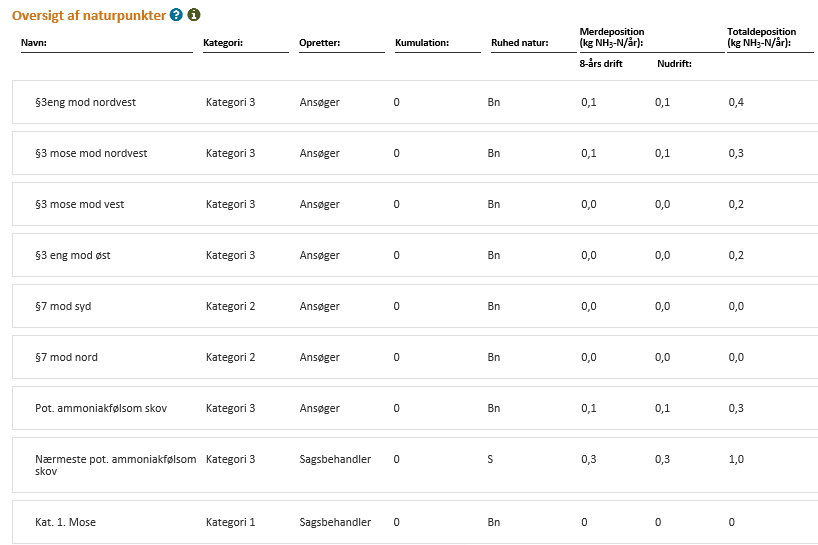 Oversigt af naturpunkter ? i
Navn: Kategori: Opretter: Kumulation: Ruhed natur: Merdeposition (kg NH3-N/år): Totaldeposition (kg NH3-N/år):
8-års drift Nudrift:
§3eng mod nordvest Kategori 3 Ansøger 0 Bn 0,1 0,1 0,4
§3 mose mod nordvest Kategori 3 Ansøger 0 Bn 0,1 0,1 0,3
§3 mose mod vest Kategori 3 Ansøger 0 Bn 0,0 0,0 0,2
§3 eng mod øst Kategori 3 Ansøger 0 Bn 0,0 0,0 0,2
§7 mod syd Kategori 2 Ansøger 0 Bn 0,0 0,0 0,0
§7 mod nord Kategori 2 Ansøger 0 Bn 0,0 0,0 0,0
Pot. ammoniakfølsom skov Kategori 3 Ansøger 0 Bn 0,1 0,1 0,3
Nærmeste pot. ammoniakfølsom Kategori 3 Sagsbehandler 0 S 0,3 0,3 1,0
skov
Kat. 1. Mose Kategori 1 Sagsbehandler 0 Bn 0 0 0